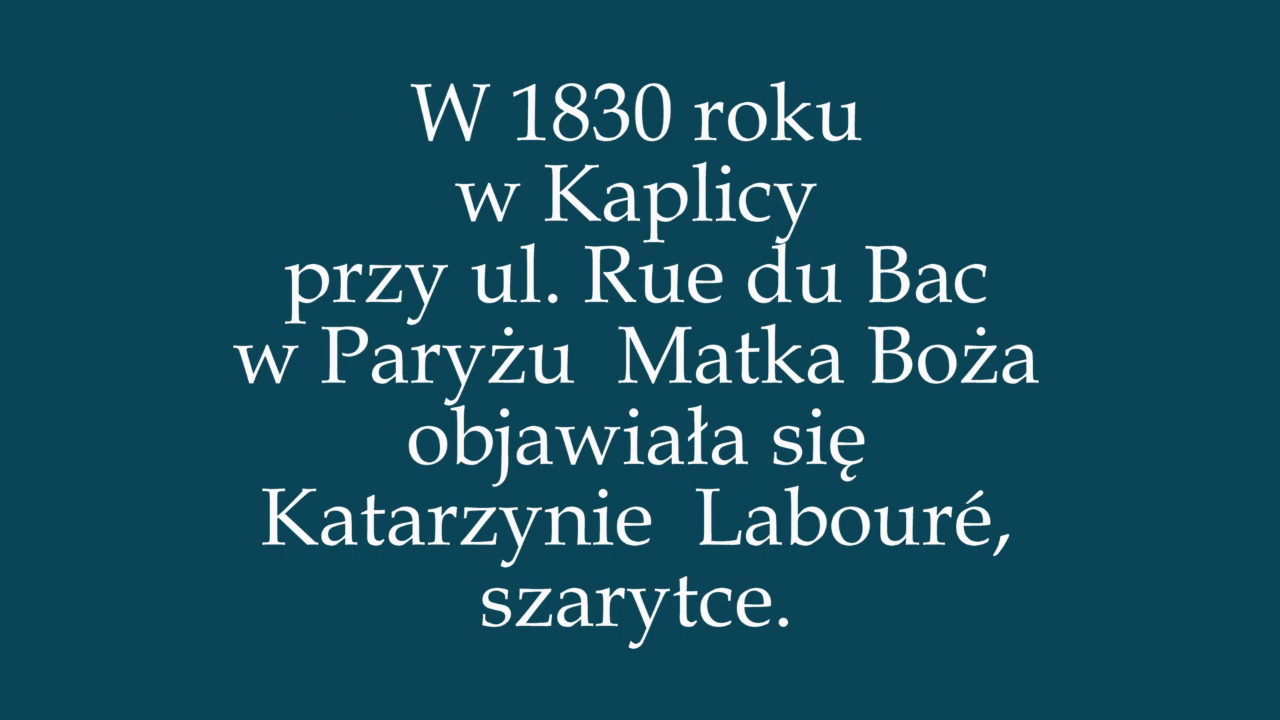 W 1830 roku
w Kaplicy
przy ul. Rue du Bac
w Paryżu  Matka Boża
objawiała się
Katarzynie  Labouré,
szarytce.